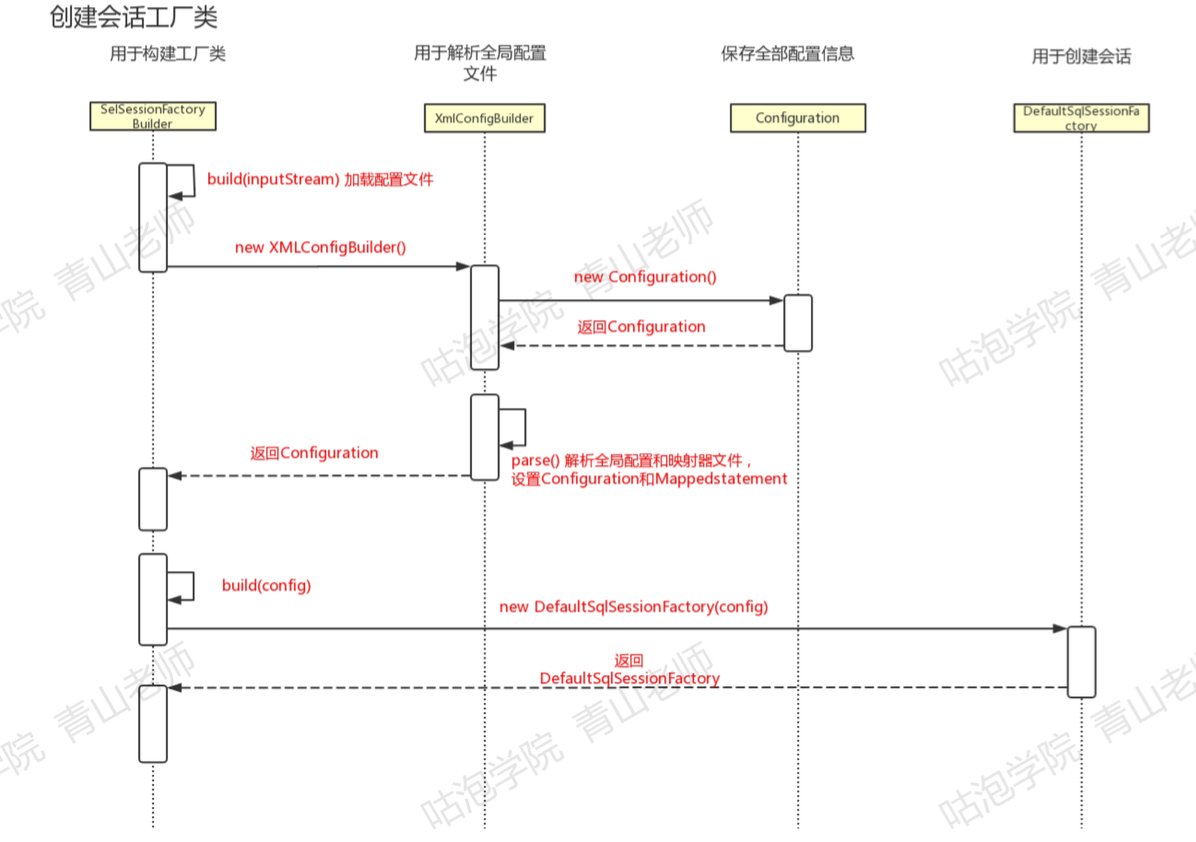 创建会话工厂类
用于构建工厂类
用于解析全局配置
文件
保存全部配置信息
用于创建会话
SelSessionFactory
Builder
XmlConfigBuilder
Configuration
DefaultSqlSessionFa
ctory
build(inputStream) 加载配置文件
new XMLConfigBuilder()
new Configuration()
返回Configuration
返回Configuration
parse() 解析全局配置和映射器文件，
设置Configuration和Mappedstatement
build(config)
new DefaultSqlSessionFactory(config)
返回
DefaultSqlSessionFactory
学院 青山老师
咕泡学院 青山老师
咕泡学院 青山老
学院 青山老师
咕泡学院 青山老师
咕泡学院 青山老